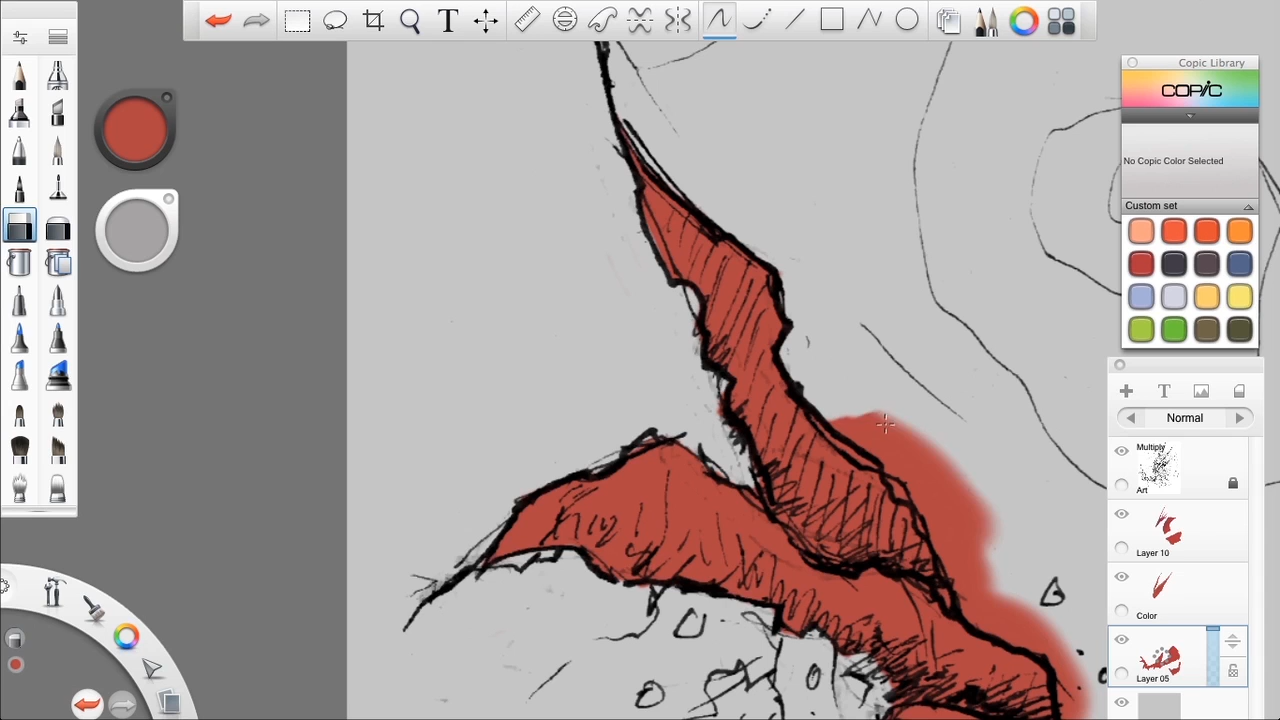 T
Copic Library
COPIC
No Copic Color Selected
Custom set
T
Normal
Multiply
Art
Layer 10
Color
Layer 05